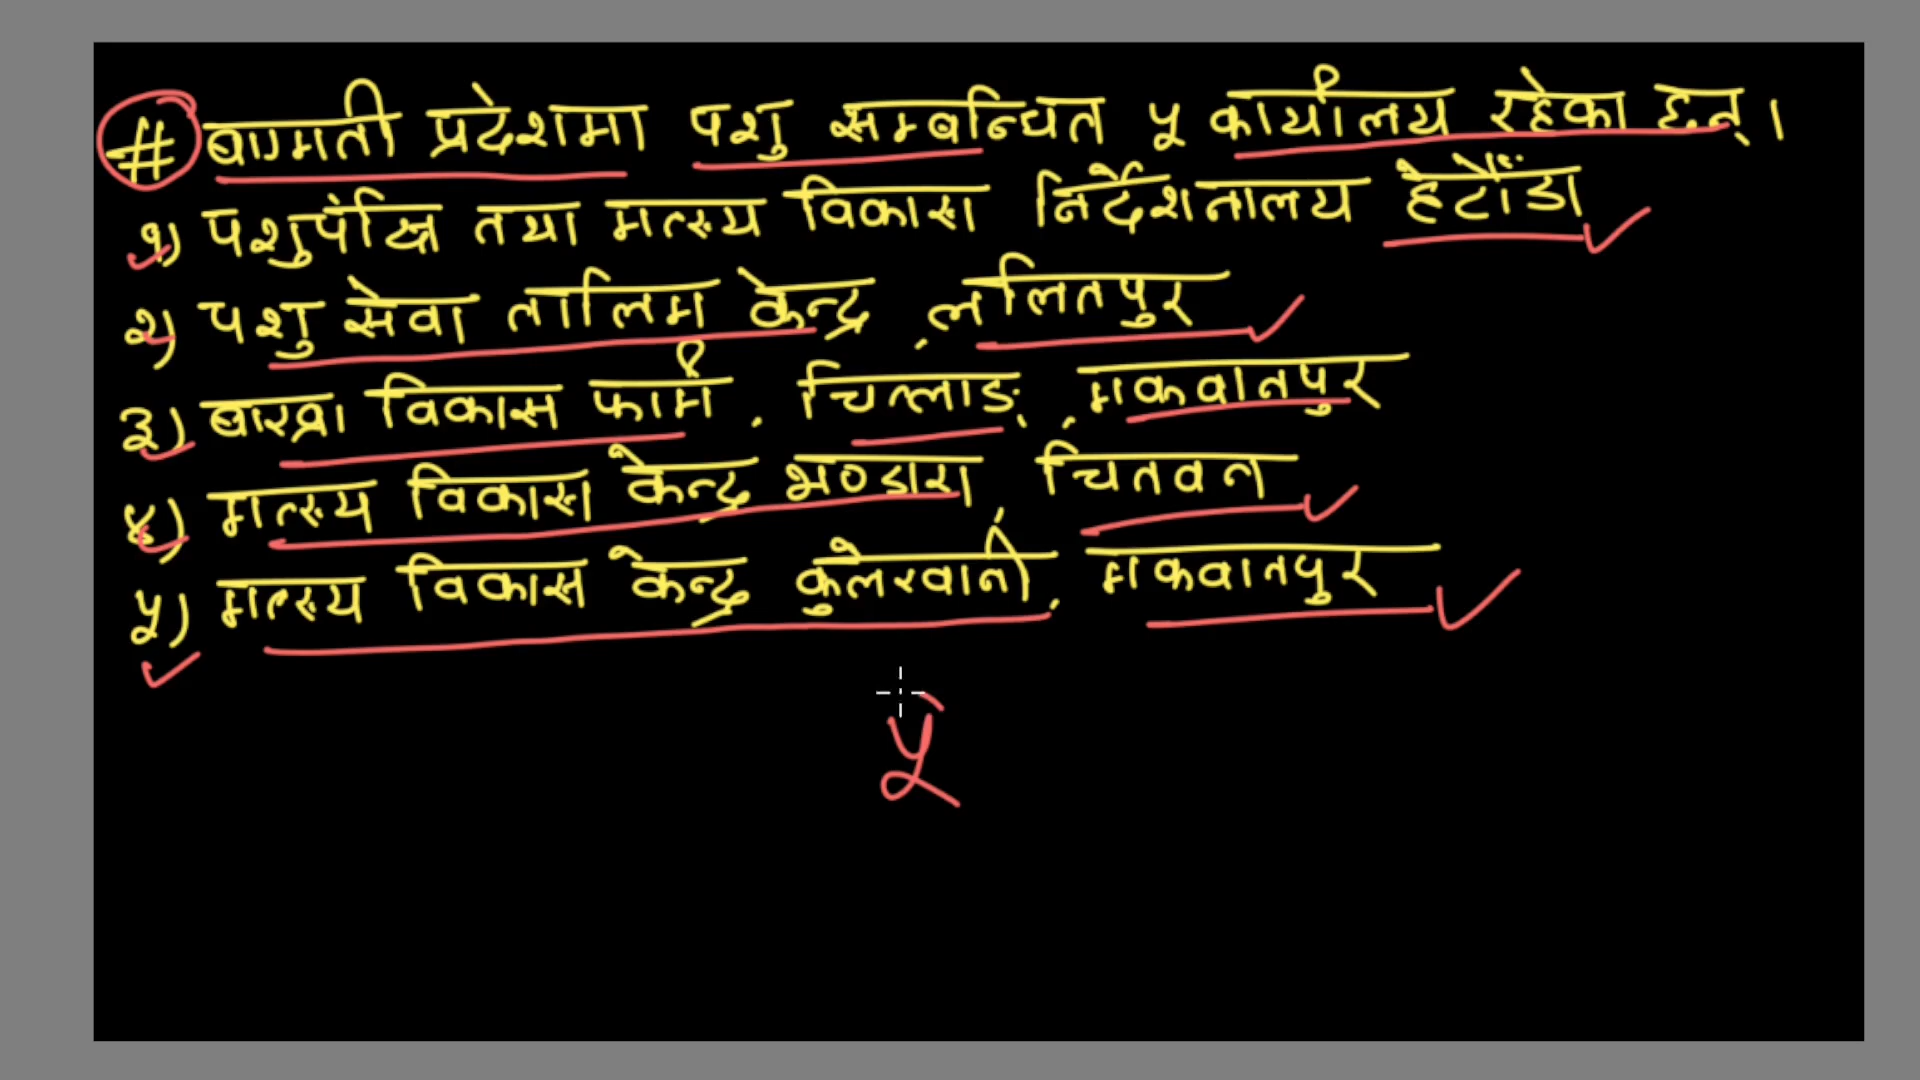 # बागमती प्रदेशमा पशु सम्बन्धित ५ कार्यालय रहेका छन्।
१) पशुपंक्षि तथा मत्स्य विकास निर्देशनालय हेटौंडा
२) पशु सेवा तालिम केन्द्र, ललितपुर
३) बाख्रा विकास फार्म, चित्लाङ, मकवानपुर
४) मत्स्य विकास केन्द्र भण्डारा, चितवन
५) मत्स्य विकास केन्द्र कुलेखानी, मकवानपुर
५